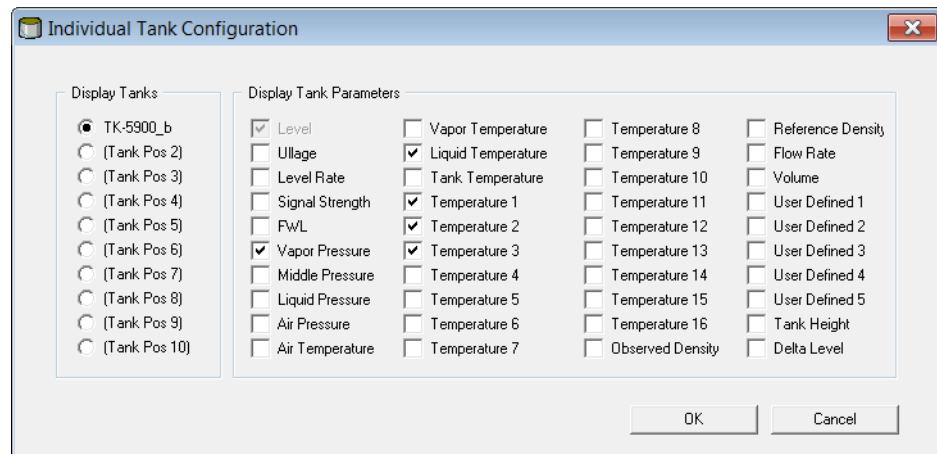 Individual Tank Configuration
Display Tanks
TK-5900_b
(Tank Pos 2)
(Tank Pos 3)
(Tank Pos 4)
(Tank Pos 5)
(Tank Pos 6)
(Tank Pos 7)
(Tank Pos 8)
(Tank Pos 9)
(Tank Pos 10)
Display Tank Parameters
Level
Ullage
Level Rate
Signal Strength
FWL
Vapor Pressure
Middle Pressure
Liquid Pressure
Air Pressure
Air Temperature
Vapor Temperature
Liquid Temperature
Tank Temperature
Temperature 1
Temperature 2
Temperature 3
Temperature 4
Temperature 5
Temperature 6
Temperature 7
Temperature 8
Temperature 9
Temperature 10
Temperature 11
Temperature 12
Temperature 13
Temperature 14
Temperature 15
Temperature 16
Observed Density
Reference Density
Flow Rate
Volume
User Defined 1
User Defined 2
User Defined 3
User Defined 4
User Defined 5
Tank Height
Delta Level
OK
Cancel